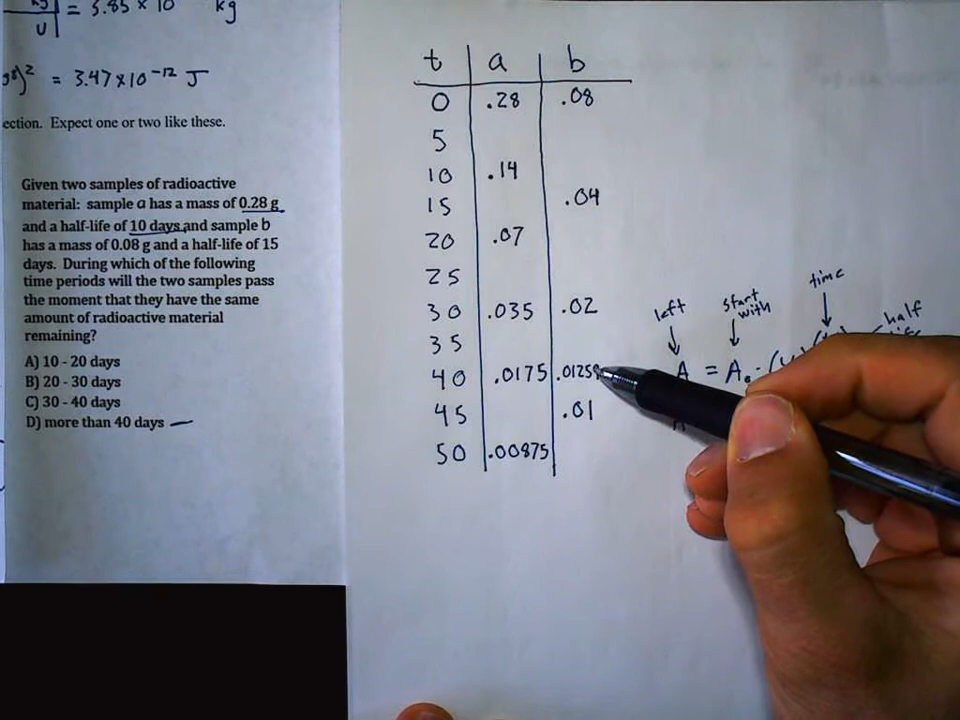 = 5.85 × 10 kg
u
)² = 3.47×10⁻¹² J
ection. Expect one or two like these.
Given two samples of radioactive
material: sample a has a mass of 0.28 g
and a half-life of 10 days and sample b
has a mass of 0.08 g and a half-life of 15
days. During which of the following
time periods will the two samples pass
the moment that they have the same
amount of radioactive material
remaining?
A) 10 - 20 days
B) 20 - 30 days
C) 30 - 40 days
D) more than 40 days
t a b
0 .28 .08
5
10 .14
15 .04
20 .07
25
30 .035 .02
35
40 .0175 .0125
45 .01
50 .00875
left
start
with
time
half
A = A₀ · (